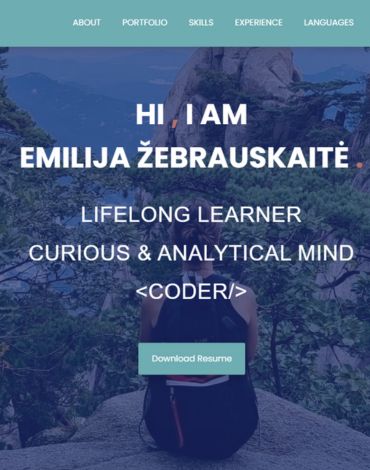 ABOUT PORTFOLIO SKILLS EXPERIENCE LANGUAGES
HI , I AM
EMILIJA ŽEBRAUSKAITĖ .
LIFELONG LEARNER
CURIOUS & ANALYTICAL MIND
<CODER/>
Download Resume